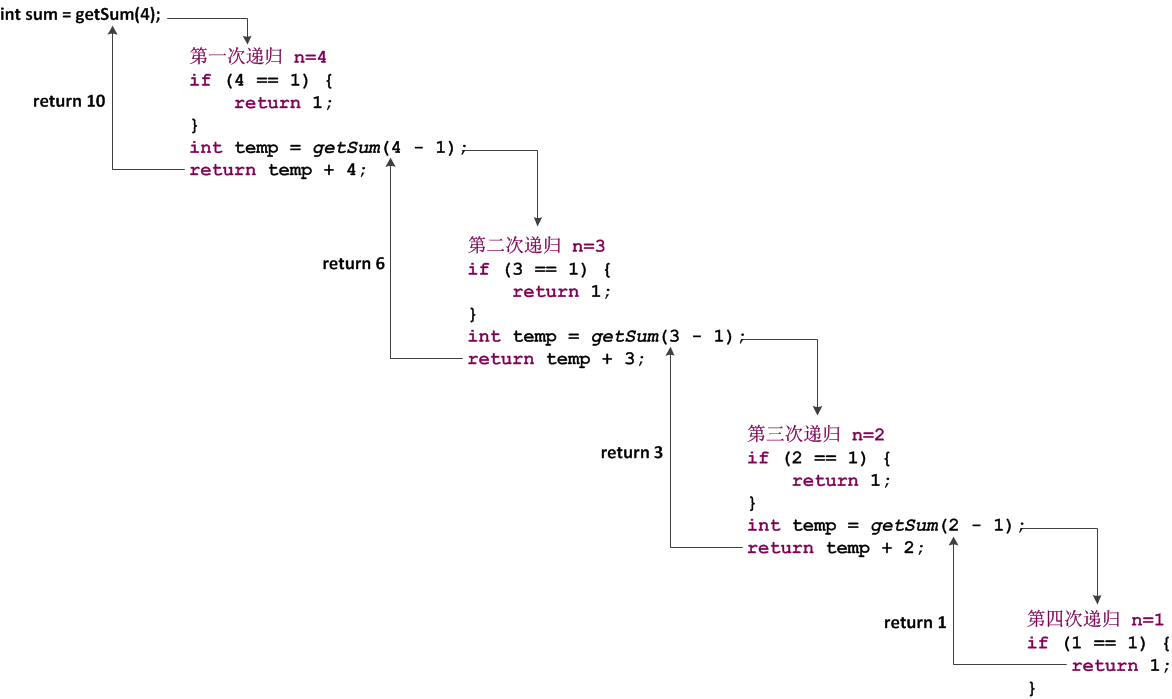 int sum = getSum(4);
第一次递归 n=4
if (4 == 1) {
return 1;
}
int temp = getSum(4 - 1);
return temp + 4;
return 10
第二次递归 n=3
if (3 == 1) {
return 1;
}
int temp = getSum(3 - 1);
return temp + 3;
return 6
第三次递归 n=2
if (2 == 1) {
return 1;
}
int temp = getSum(2 - 1);
return temp + 2;
return 3
第四次递归 n=1
if (1 == 1) {
return 1;
}
return 1